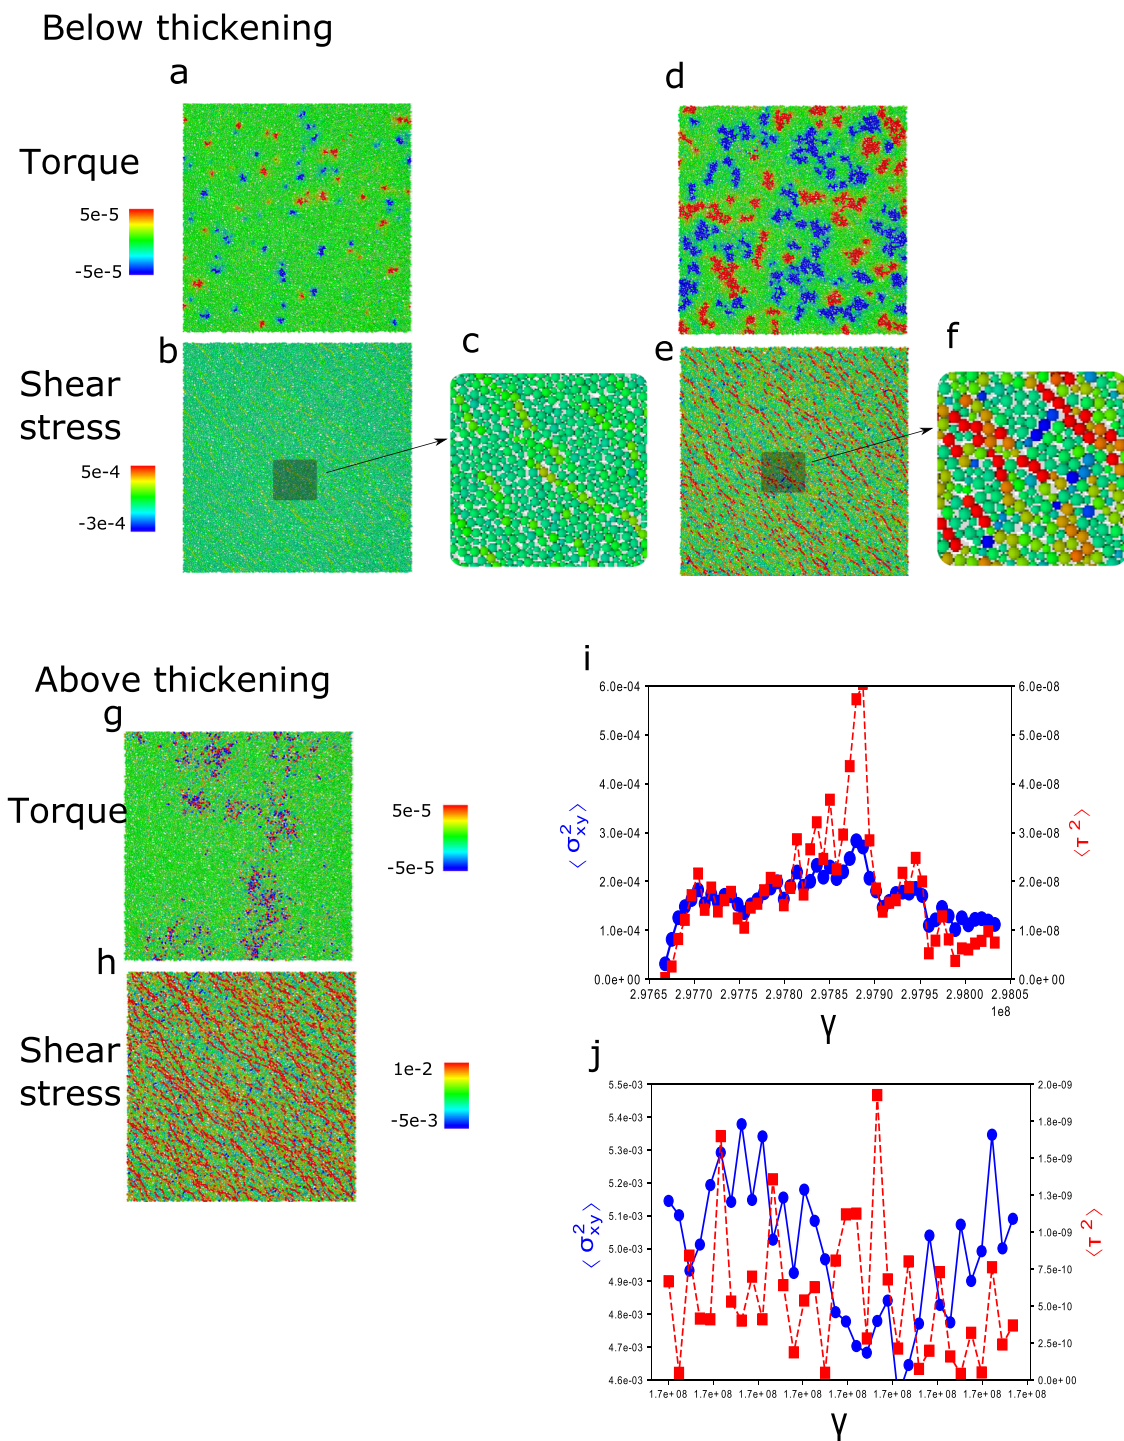 Below thickening
a
d
Torque
5e-5
-5e-5
b
c
e
f
Shear
stress
5e-4
-3e-4
Above thickening
g
Torque
5e-5
-5e-5
h
Shear
stress
1e-2
-5e-3
i
6.0e-04
5.0e-04
4.0e-04
3.0e-04
2.0e-04
1.0e-04
0.0e+00
⟨ σ²xy ⟩
6.0e-08
5.0e-08
4.0e-08
3.0e-08
2.0e-08
1.0e-08
0.0e+00
⟨τ²⟩
2.9765 2.9770 2.9775 2.9780 2.9785 2.9790 2.9795 2.9800 2.9805
1e8
γ
j
5.5e-03
5.4e-03
5.3e-03
5.2e-03
5.1e-03
5.0e-03
4.9e-03
4.8e-03
4.7e-03
4.6e-03
⟨ σ²xy ⟩
2.0e-09
1.8e-09
1.5e-09
1.3e-09
1.0e-09
7.5e-10
5.0e-10
2.5e-10
0.0e+00
⟨τ²⟩
1.7e+08 1.7e+08 1.7e+08 1.7e+08 1.7e+08 1.7e+08 1.7e+08 1.7e+08 1.7e+08
γ